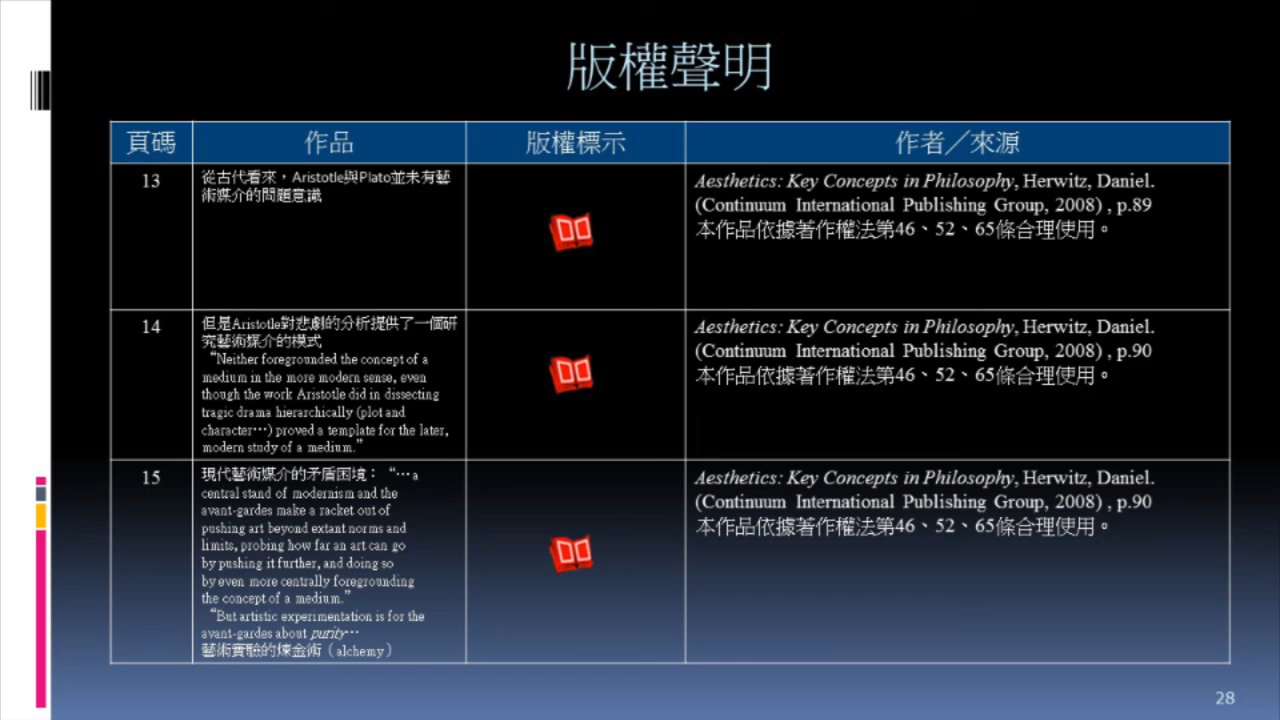 版權聲明
頁碼 作品 版權標示 作者／來源
13
從古代看來，Aristotle與Plato並未有藝
術媒介的問題意識
Aesthetics: Key Concepts in Philosophy, Herwitz, Daniel.
(Continuum International Publishing Group, 2008) , p.89
本作品依據著作權法第46、52、65條合理使用。
14
但是Aristotle對悲劇的分析提供了一個研
究藝術媒介的模式
“Neither foregrounded the concept of a
medium in the more modern sense, even
though the work Aristotle did in dissecting
tragic drama hierarchically (plot and
character…) proved a template for the later,
modern study of a medium.”
Aesthetics: Key Concepts in Philosophy, Herwitz, Daniel.
(Continuum International Publishing Group, 2008) , p.90
本作品依據著作權法第46、52、65條合理使用。
15
現代藝術媒介的矛盾困境：“…a
central stand of modernism and the
avant-gardes make a racket out of
pushing art beyond extant norms and
limits, probing how far an art can go
by pushing it further, and doing so
by even more centrally foregrounding
the concept of a medium.”
“But artistic experimentation is for the
avant-gardes about purity…
藝術實驗的煉金術（alchemy）
Aesthetics: Key Concepts in Philosophy, Herwitz, Daniel.
(Continuum International Publishing Group, 2008) , p.90
本作品依據著作權法第46、52、65條合理使用。
28